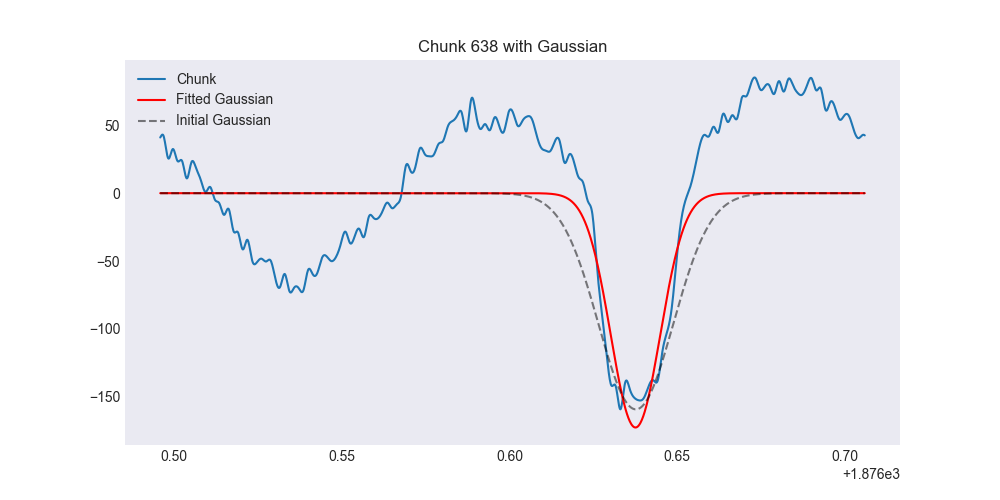 Chunk 638 with Gaussian
Chunk
Fitted Gaussian
Initial Gaussian
50
0
−50
−100
−150
0.50 0.55 0.60 0.65 0.70
+1.876e3